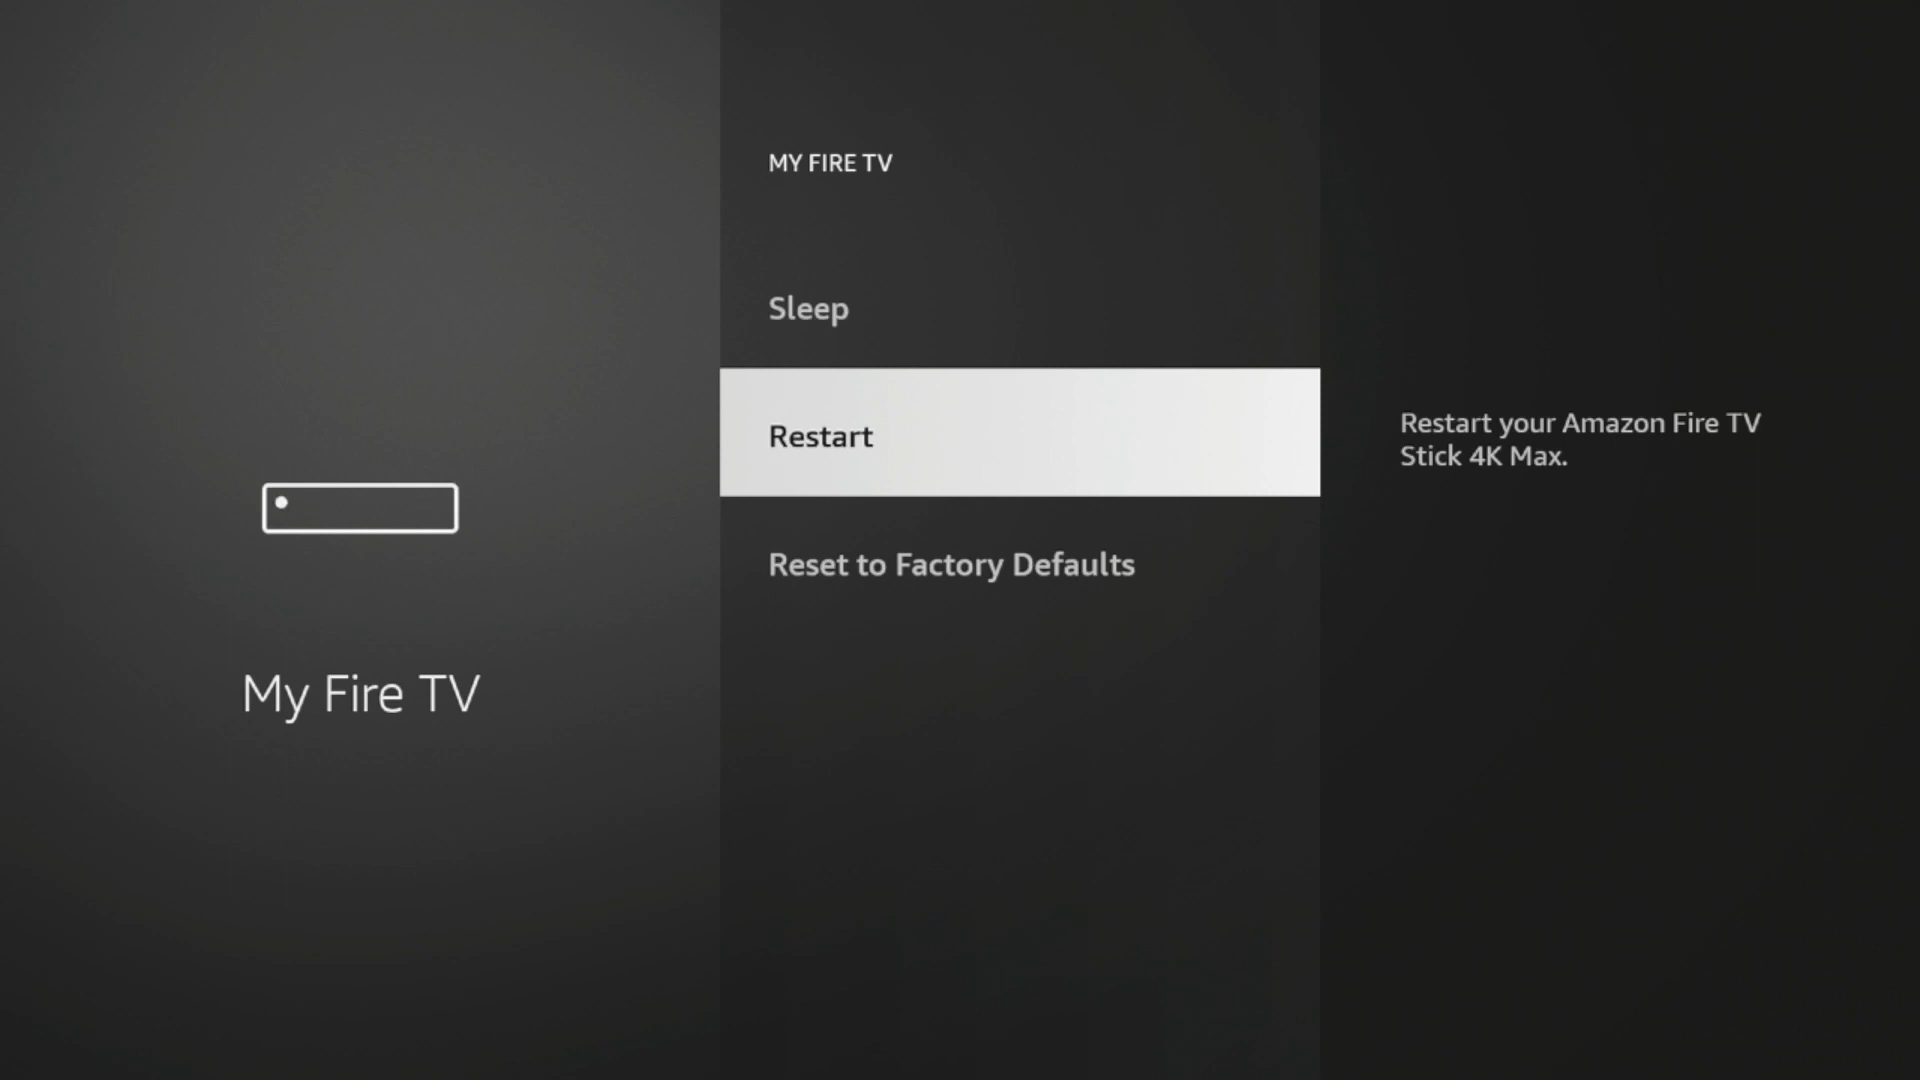 MY FIRE TV
Sleep
Restart
Reset to Factory Defaults
Restart your Amazon Fire TV
Stick 4K Max.
My Fire TV